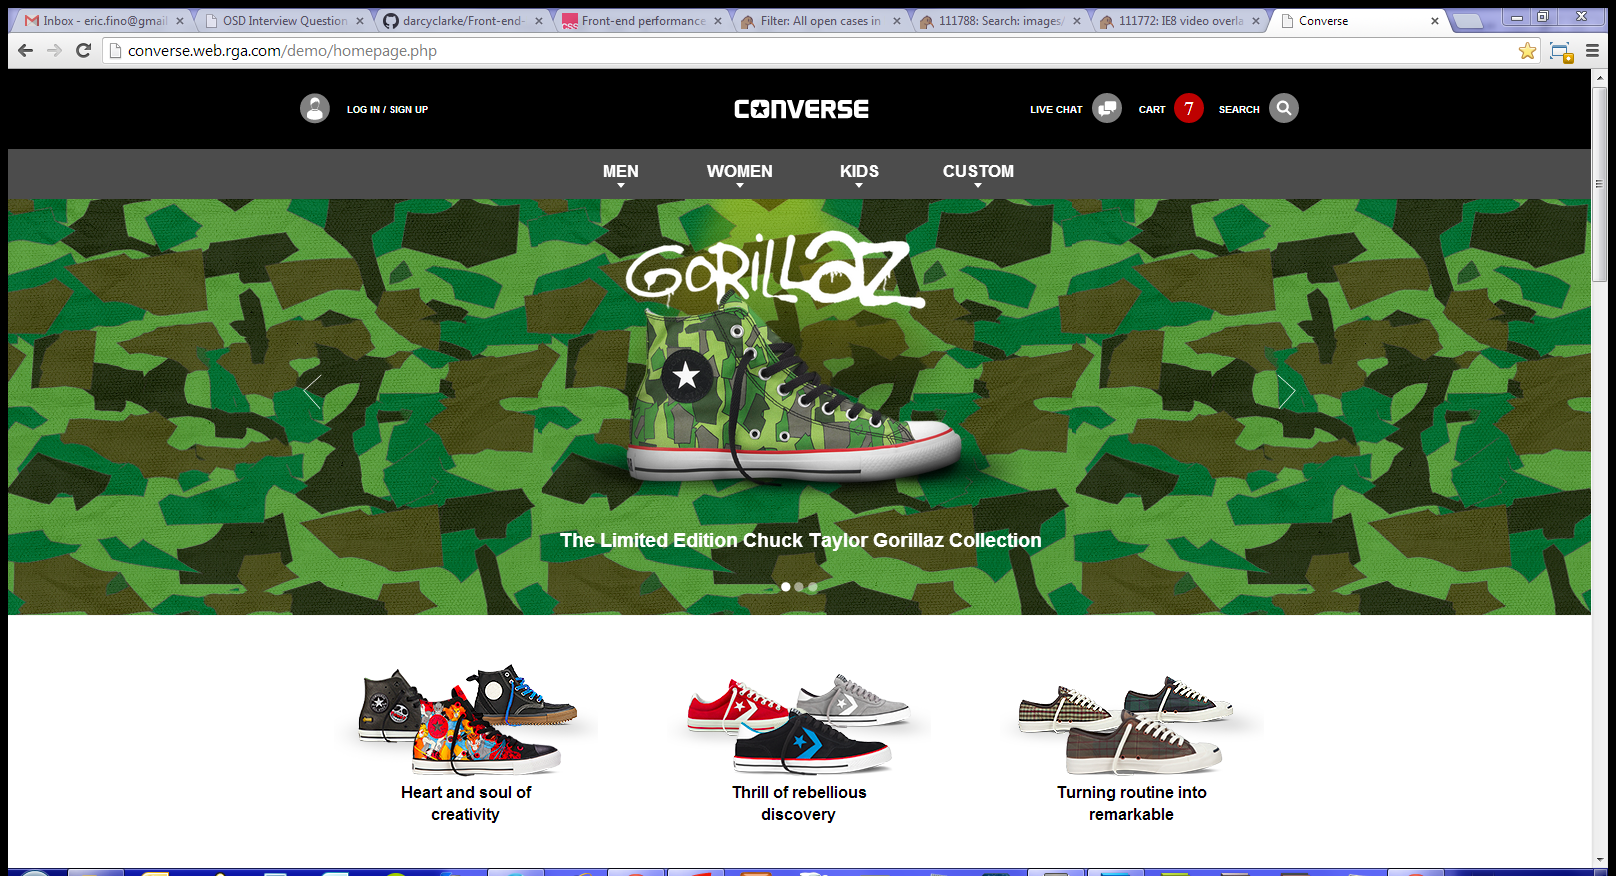 Inbox - eric.fino@gmail
OSD Interview Question
darcyclarke/Front-end-
Front-end performance
Filter: All open cases in
111788: Search: images/
111772: IE8 video overla
Converse
converse.web.rga.com/demo/homepage.php
LOG IN / SIGN UP
CONVERSE
LIVE CHAT
CART 7
SEARCH
MEN
WOMEN
KIDS
CUSTOM
GORILLAZ
The Limited Edition Chuck Taylor Gorillaz Collection
Heart and soul of
creativity
Thrill of rebellious
discovery
Turning routine into
remarkable